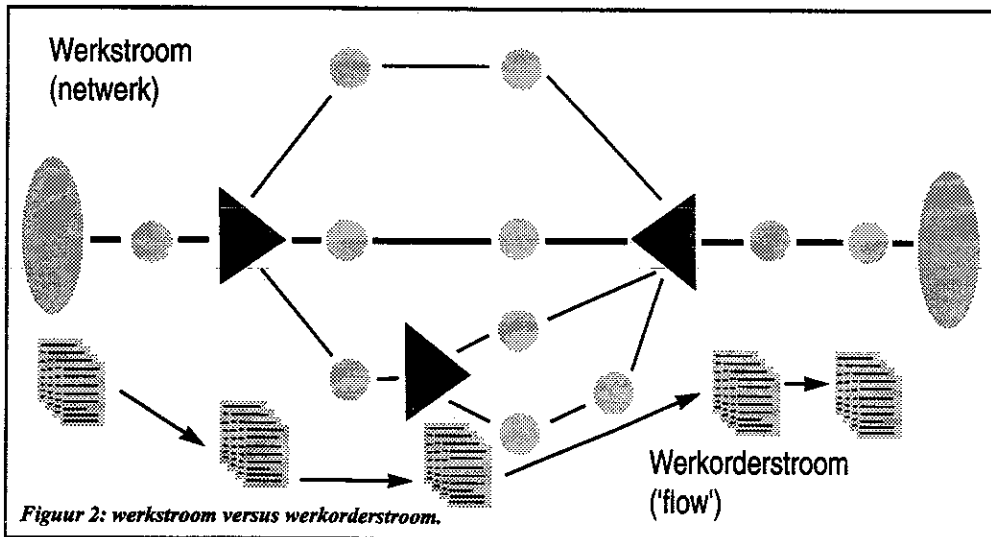 Werkstroom
(netwerk)
Werkorderstroom
('flow')
Figuur 2: werkstroom versus werkorderstroom.